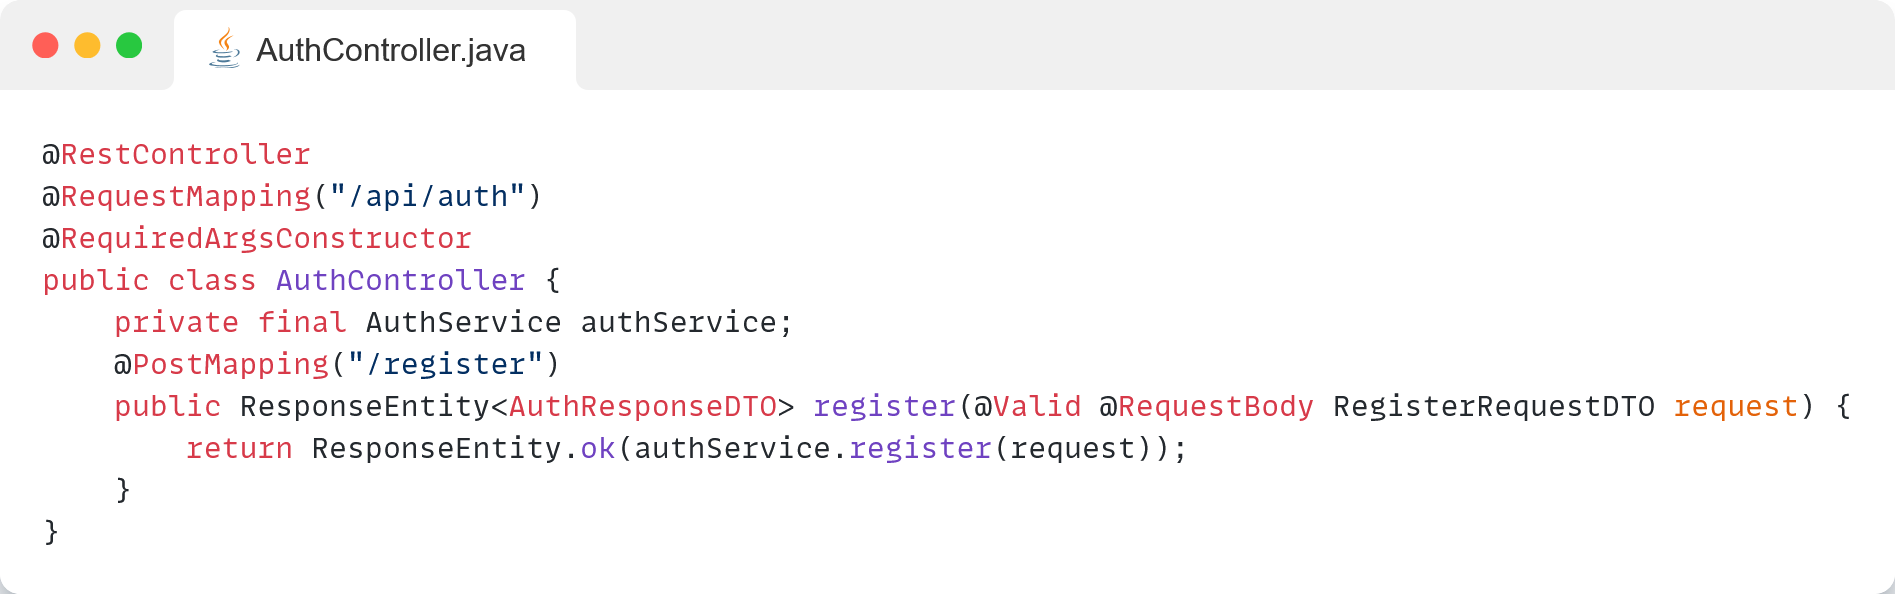 AuthController.java
@RestController
@RequestMapping("/api/auth")
@RequiredArgsConstructor
public class AuthController {
    private final AuthService authService;
    @PostMapping("/register")
    public ResponseEntity<AuthResponseDTO> register(@Valid @RequestBody RegisterRequestDTO request) {
        return ResponseEntity.ok(authService.register(request));
    }
}